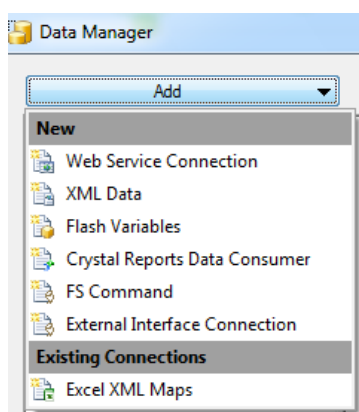 Data Manager
Add
New
Web Service Connection
XML Data
Flash Variables
Crystal Reports Data Consumer
FS Command
External Interface Connection
Existing Connections
Excel XML Maps